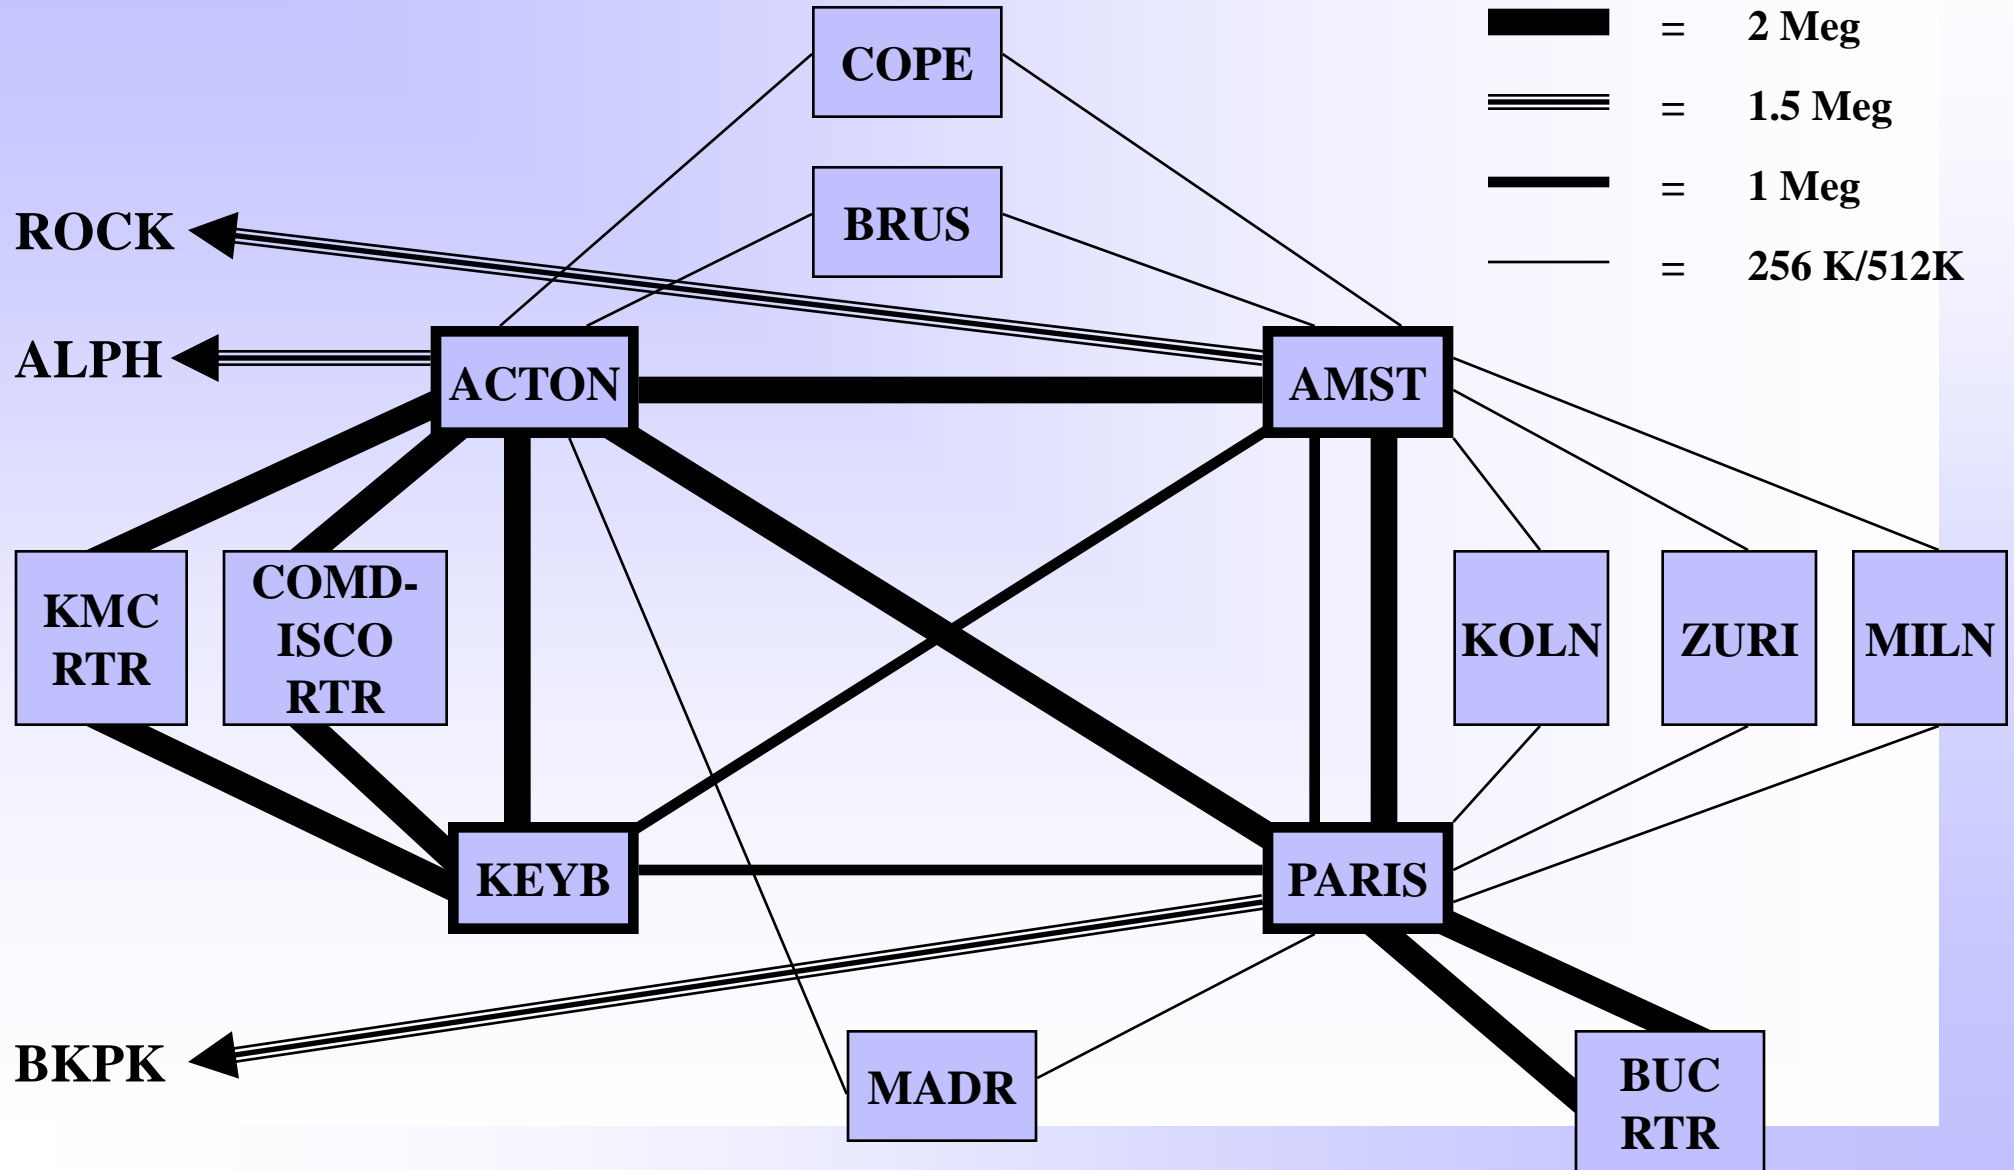 COPE
= 2 Meg
= 1.5 Meg
BRUS
= 1 Meg
ROCK
= 256 K/512K
ALPH
ACTON
AMST
KMC
RTR
COMD-
ISCO
RTR
KOLN
ZURI
MILN
KEYB
PARIS
BKPK
MADR
BUC
RTR